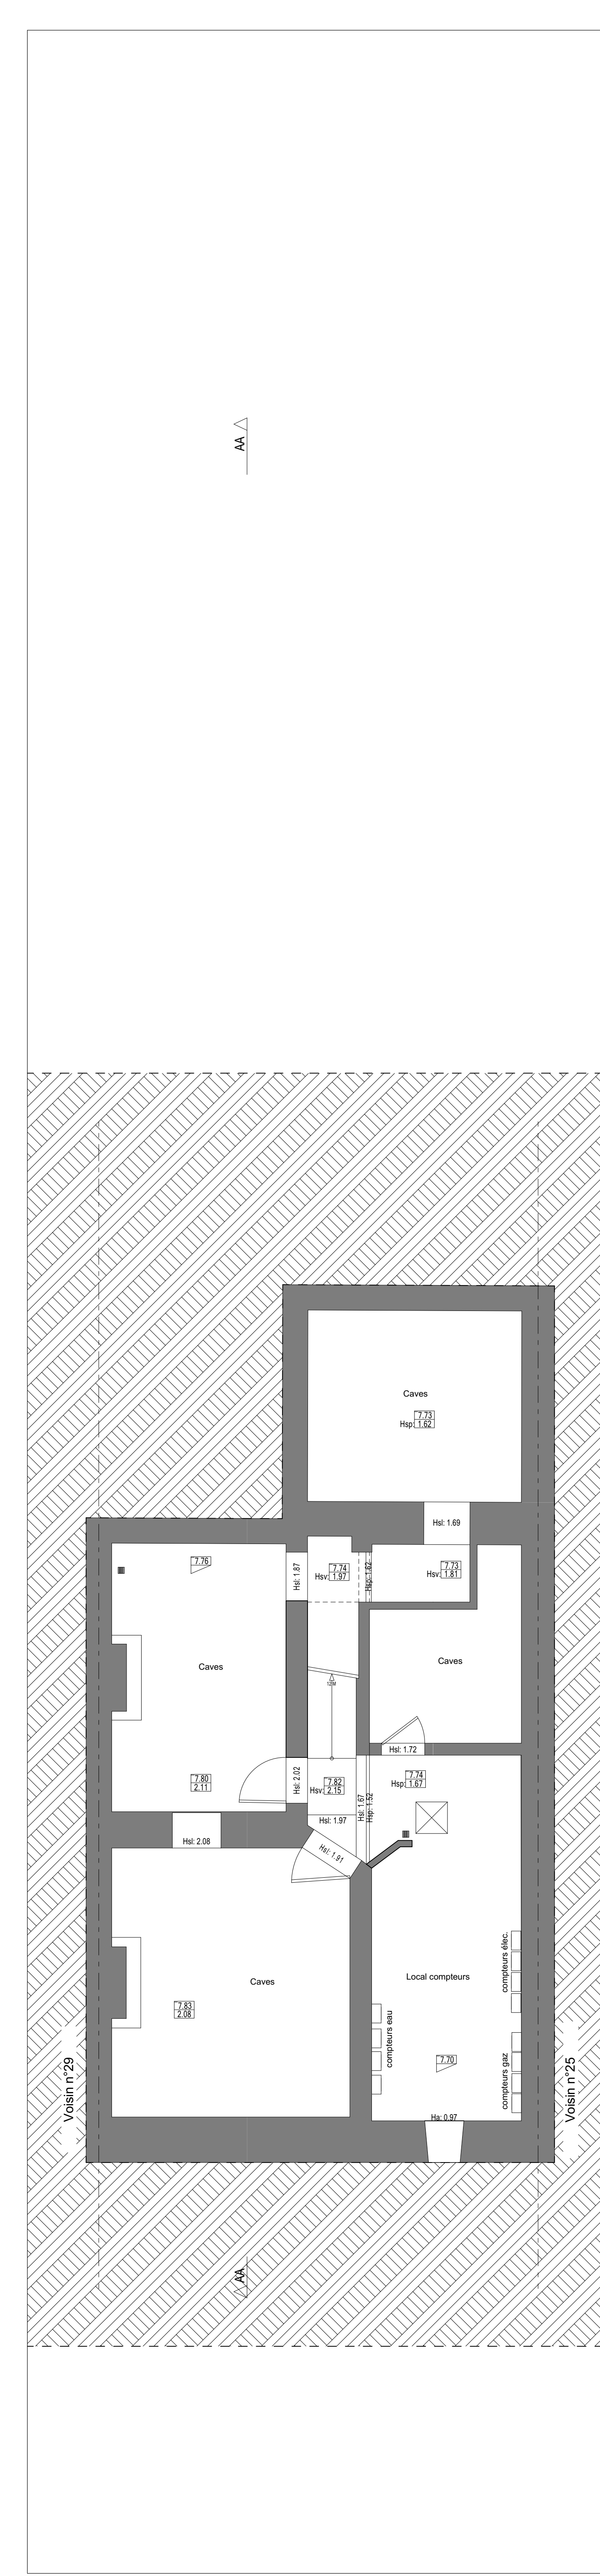 AA
Caves
7.73
Hsp: 1.62
Hsl: 1.69
7.76
Hsl: 1.87
7.74
Hsv: 1.97
Hsp: 1.62
7.73
Hsv: 1.81
Caves
Caves
12M
Hsl: 1.72
7.80
2.11
Hsl: 2.02
7.82
Hsv: 2.15
7.74
Hsp: 1.67
Hsl: 1.67
Hsp: 1.52
Hsl: 1.97
Hsl: 2.08
Hsl: 1.91
compteurs élec.
Local compteurs
Caves
7.83
2.08
compteurs eau
7.70
compteurs gaz
Voisin n°29
Voisin n°25
Ha: 0.97
AA